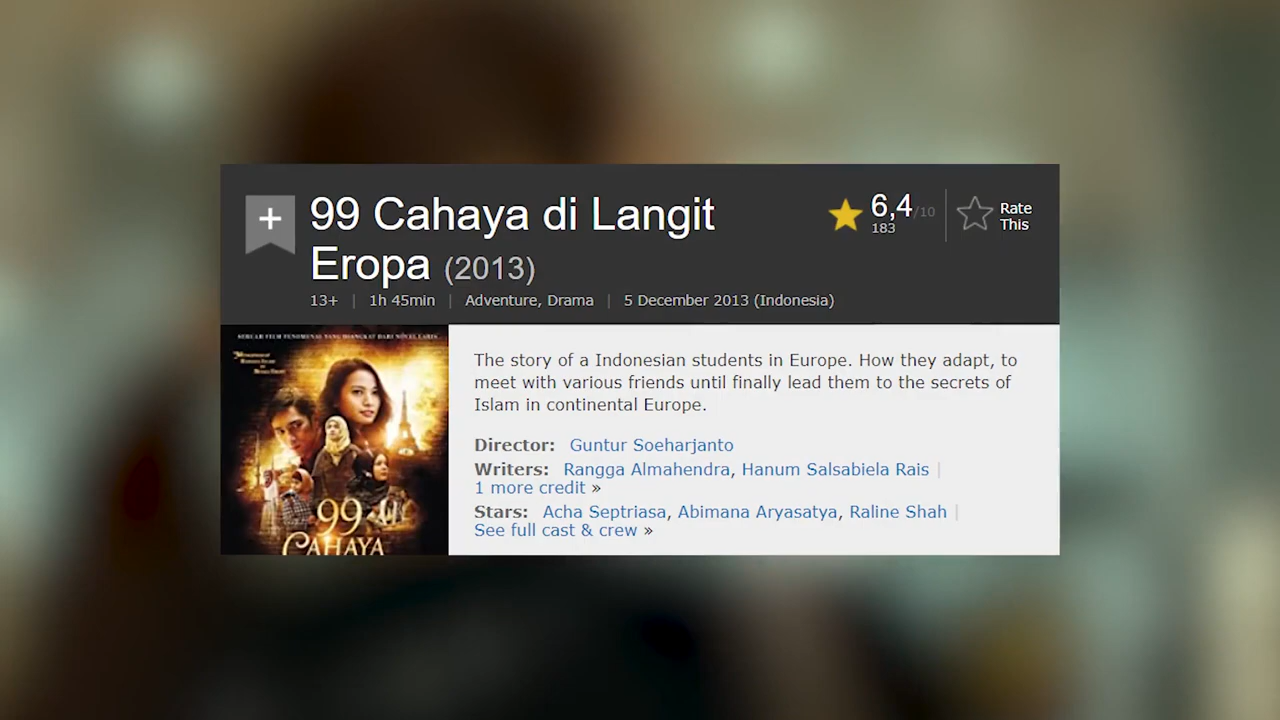 99 Cahaya di Langit
Eropa (2013)
6,4/10
183
Rate
This
13+ | 1h 45min | Adventure, Drama | 5 December 2013 (Indonesia)
99
CAHAYA
The story of a Indonesian students in Europe. How they adapt, to
meet with various friends until finally lead them to the secrets of
Islam in continental Europe.
Director: Guntur Soeharjanto
Writers: Rangga Almahendra, Hanum Salsabiela Rais |
1 more credit »
Stars: Acha Septriasa, Abimana Aryasatya, Raline Shah |
See full cast & crew »